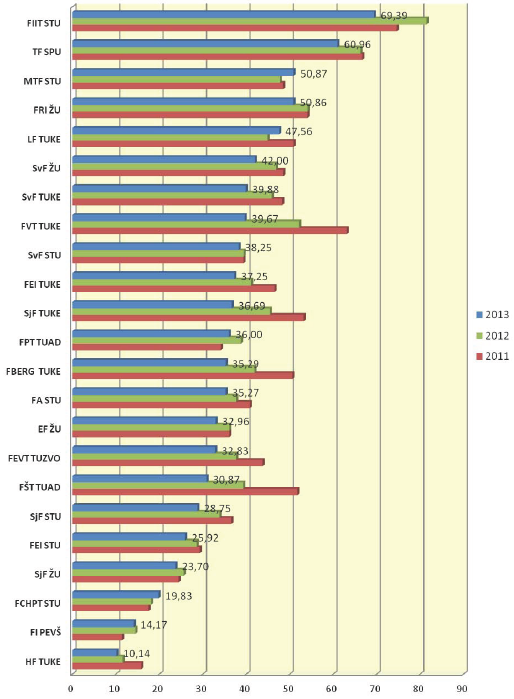 FIIT STU 69,39
TF SPU 60,96
MTF STU 50,87
FRI ŽU 50,86
LF TUKE 47,56
SvF ŽU 42,00
SvF TUKE 39,88
FVT TUKE 39,67
SvF STU 38,25
FEI TUKE 37,25
SjF TUKE 36,69
FPT TUAD 36,00
FBERG TUKE 35,29
FA STU 35,27
EF ŽU 32,96
FEVT TUZVO 32,83
FŠT TUAD 30,87
SjF STU 28,75
FEI STU 25,92
SjF ŽU 23,70
FCHPT STU 19,83
FI PEVŠ 14,17
HF TUKE 10,14
0 10 20 30 40 50 60 70 80 90
2013
2012
2011